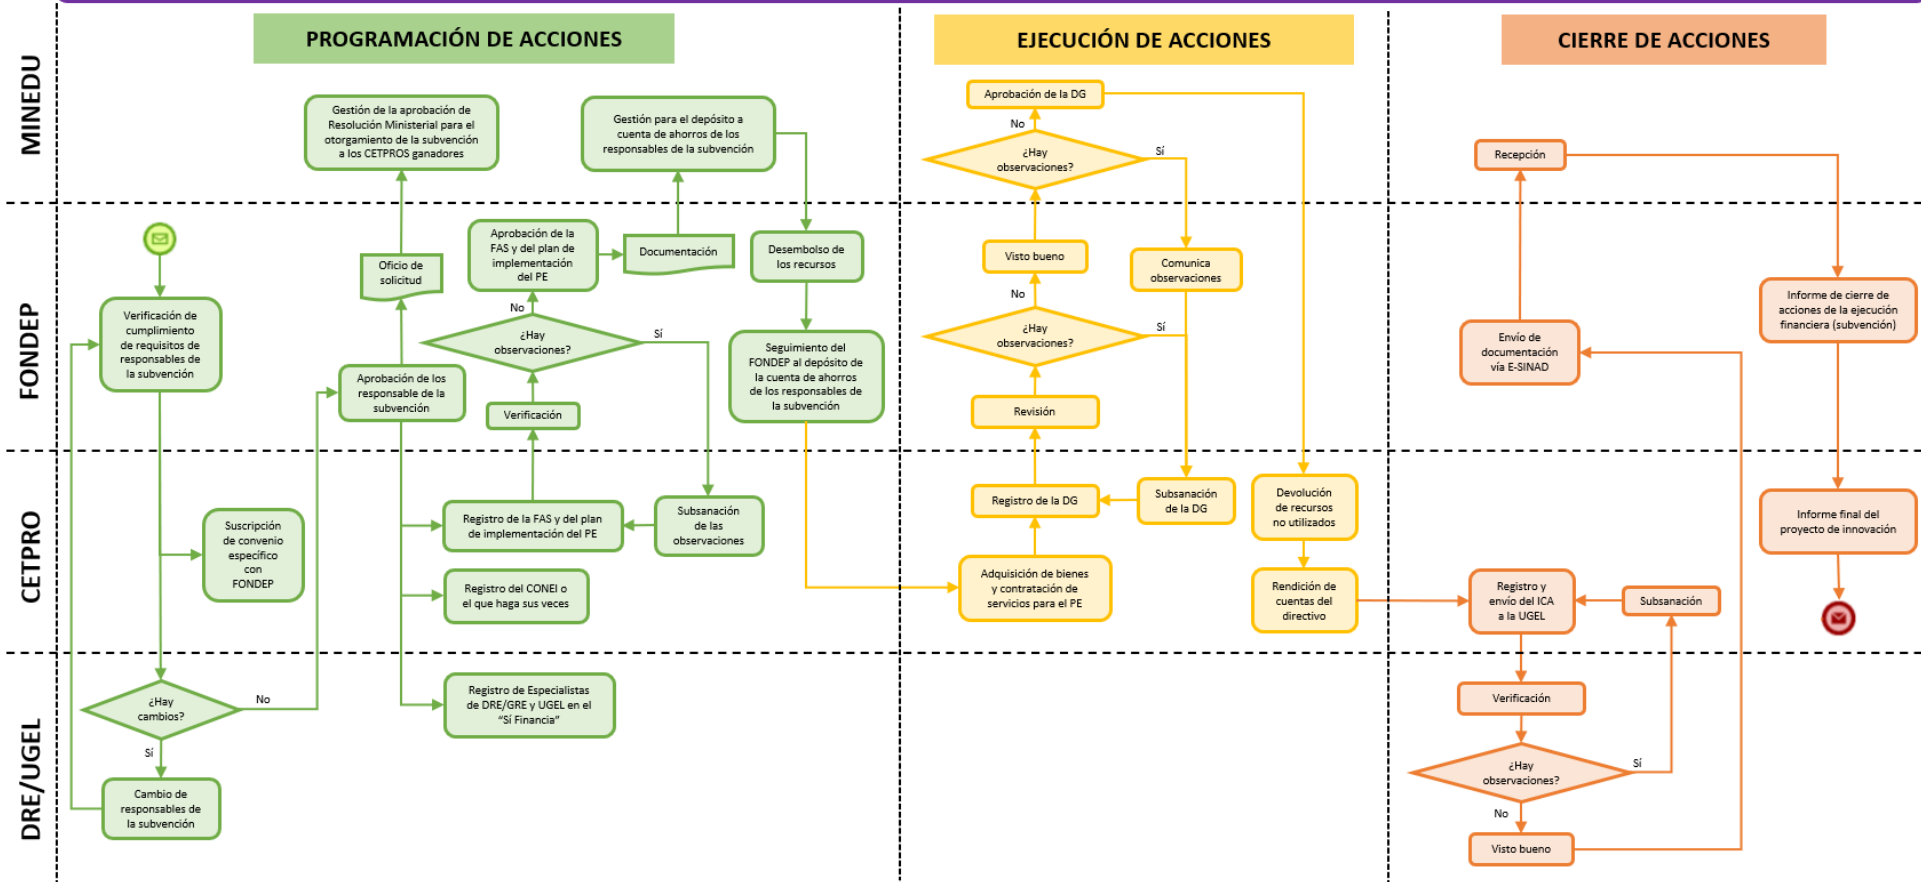 PROGRAMACIÓN DE ACCIONES
EJECUCIÓN DE ACCIONES
CIERRE DE ACCIONES
MINEDU
Gestión de la aprobación de
Resolución Ministerial para el
otorgamiento de la subvención
a los CETPROS ganadores
Gestión para el depósito a
cuenta de ahorros de los
responsables de la subvención
Aprobación de la DG
No
¿Hay
observaciones?
Sí
Recepción
FONDEP
Verificación de
cumplimiento
de requisitos de
responsables de
la subvención
Oficio de
solicitud
Aprobación de los
responsable de la
subvención
Aprobación de la
FAS y del plan de
implementación
del PE
Documentación
No
¿Hay
observaciones?
Sí
Verificación
Desembolso de
los recursos
Seguimiento del
FONDEP al depósito de
la cuenta de ahorros
de los responsables de
la subvención
Visto bueno
Comunica
observaciones
No
¿Hay
observaciones?
Sí
Revisión
Envío de
documentación
vía E-SINAD
Informe de cierre de
acciones de la ejecución
financiera (subvención)
CETPRO
Suscripción
de convenio
específico
con
FONDEP
Registro de la FAS y del plan
de implementación del PE
Subsanación
de las
observaciones
Registro del CONEI o
el que haga sus veces
Registro de la DG
Subsanación
de la DG
Adquisición de bienes
y contratación de
servicios para el PE
Devolución
de recursos
no utilizados
Rendición de
cuentas del
directivo
Registro y
envío del ICA
a la UGEL
Subsanación
Informe final del
proyecto de innovación
DRE/UGEL
¿Hay
cambios?
No
Sí
Cambio de
responsables de
la subvención
Registro de Especialistas
de DRE/GRE y UGEL en el
"Sí Financia"
Verificación
¿Hay
observaciones?
Sí
No
Visto bueno